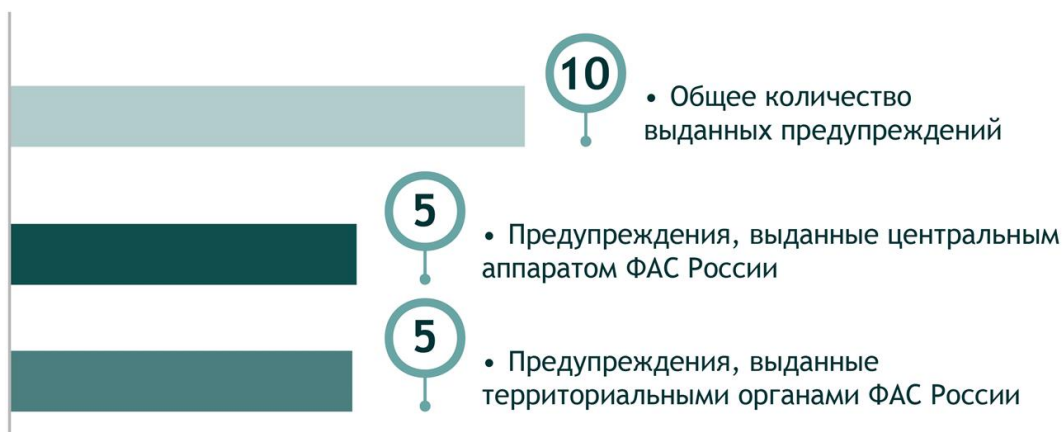 10
• Общее количество
выданных предупреждений
5
• Предупреждения, выданные центральным
аппаратом ФАС России
5
• Предупреждения, выданные
территориальными органами ФАС России